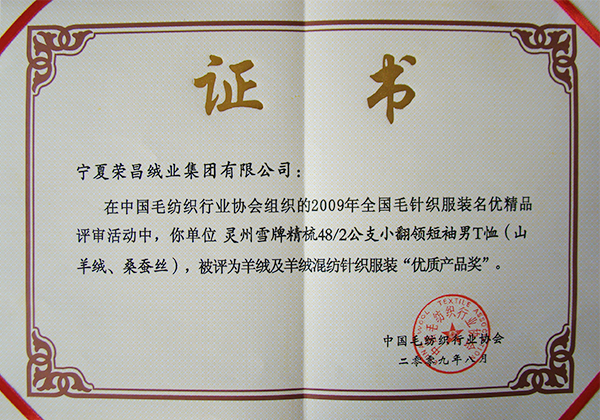 证 书
宁夏荣昌绒业集团有限公司：
在中国毛纺织行业协会组织的2009年全国毛针织服装名优精品
评审活动中，你单位 灵州雪牌精梳48/2公支小翻领短袖男T恤（山
羊绒、桑蚕丝），被评为羊绒及羊绒混纺针织服装“优质产品奖”。
中国毛纺织行业协会
二零零九年八月